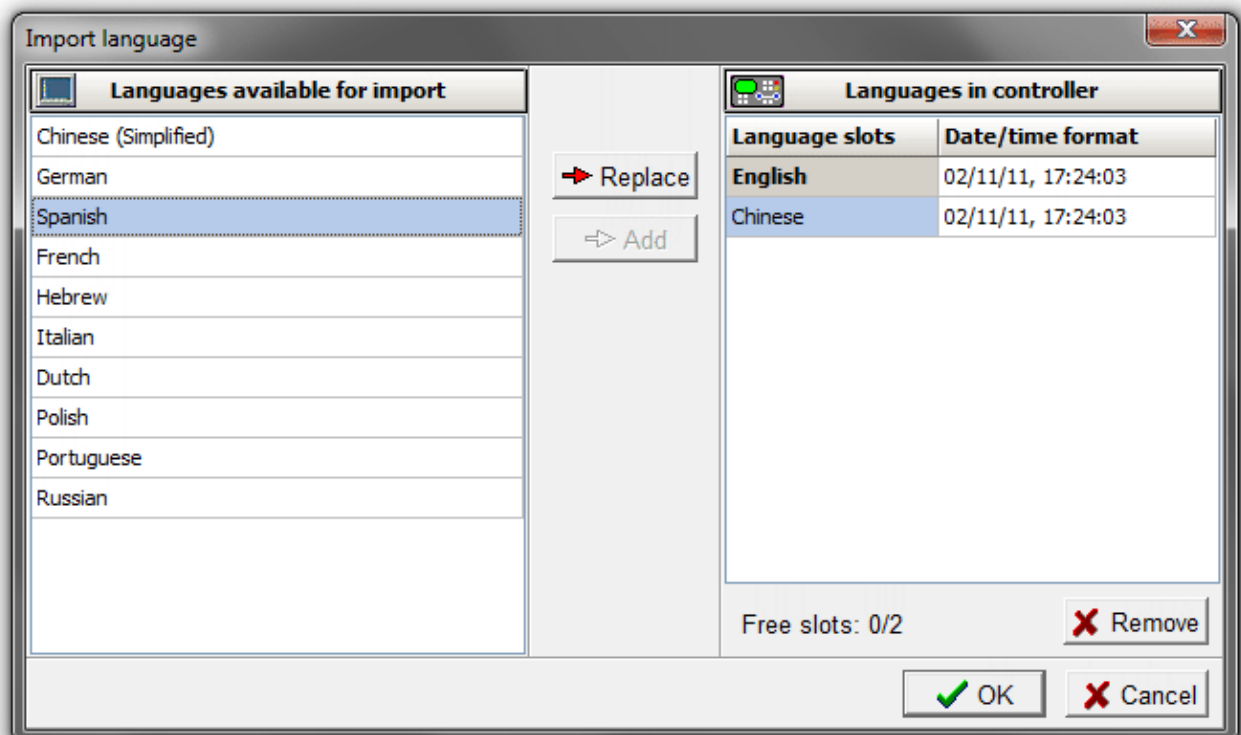 Import language
Languages available for import
Chinese (Simplified)
German
Spanish
French
Hebrew
Italian
Dutch
Polish
Portuguese
Russian
Replace
Add
Languages in controller
Language slots Date/time format
English 02/11/11, 17:24:03
Chinese 02/11/11, 17:24:03
Free slots: 0/2
Remove
OK
Cancel